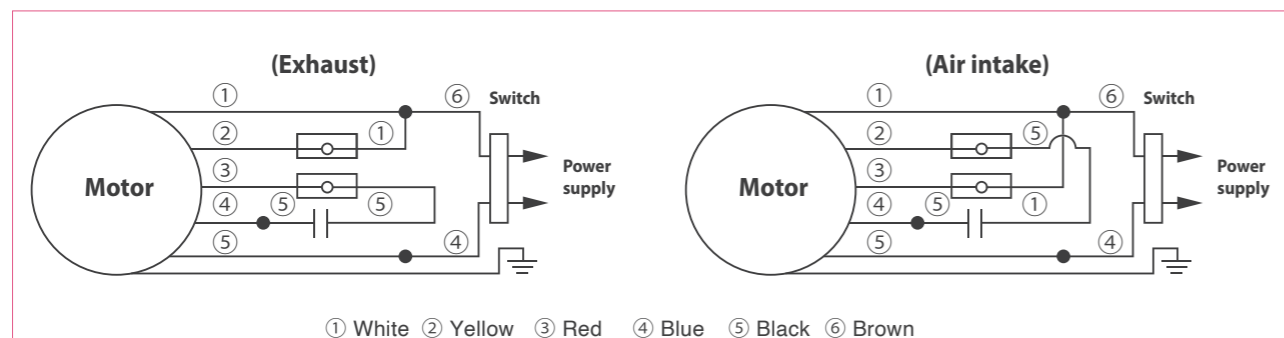 (Exhaust)
① ⑥ Switch
② ①
Motor
③
Power
supply
④ ⑤ ⑤
⑤ ④
(Air intake)
① ⑥ Switch
② ⑤
Motor
③
Power
supply
④ ⑤ ①
⑤ ④
① White ② Yellow ③ Red ④ Blue ⑤ Black ⑥ Brown